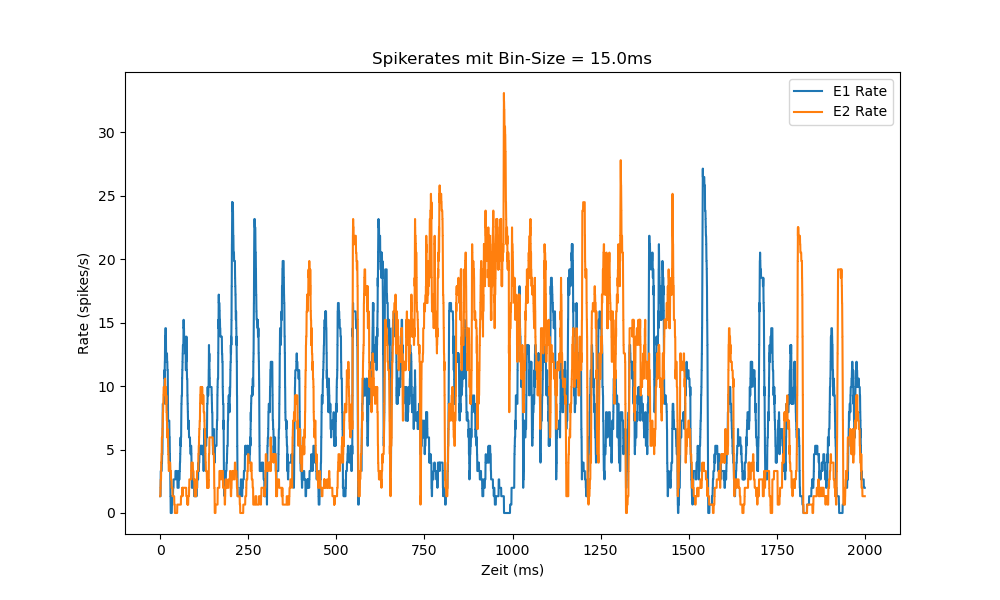 Spikerates mit Bin-Size = 15.0ms
E1 Rate
E2 Rate
Rate (spikes/s)
30
25
20
15
10
5
0
0 250 500 750 1000 1250 1500 1750 2000
Zeit (ms)